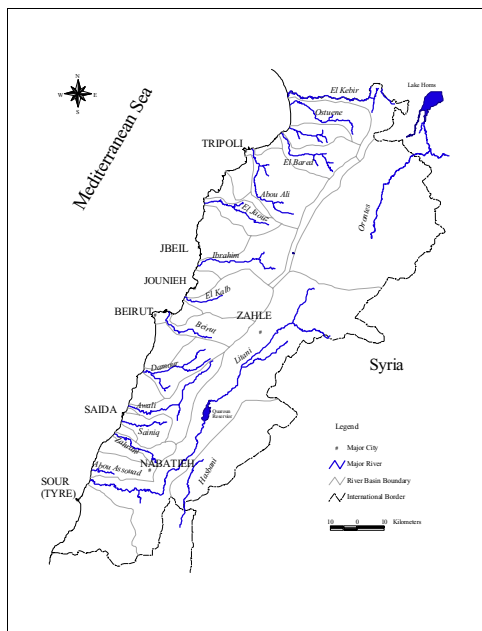 N
W E
S
Mediterranean Sea
Lake Homs
El Kebir
Ostuene
TRIPOLI
El Bared
Abou Ali
El Jaouz
Orontes
JBEIL
Ibrahim
JOUNIEH
El Kalb
BEIRUT
Beirut
ZAHLE
Litani
Syria
Damour
Awali
SAIDA
Quaraoun
Reservoir
Sainiq
Zahrani
NABATIEH
Hasbani
Abou Assouad
SOUR
(TYRE)
Legend
Major City
Major River
River Basin Boundary
International Border
10 0 10 Kilometers